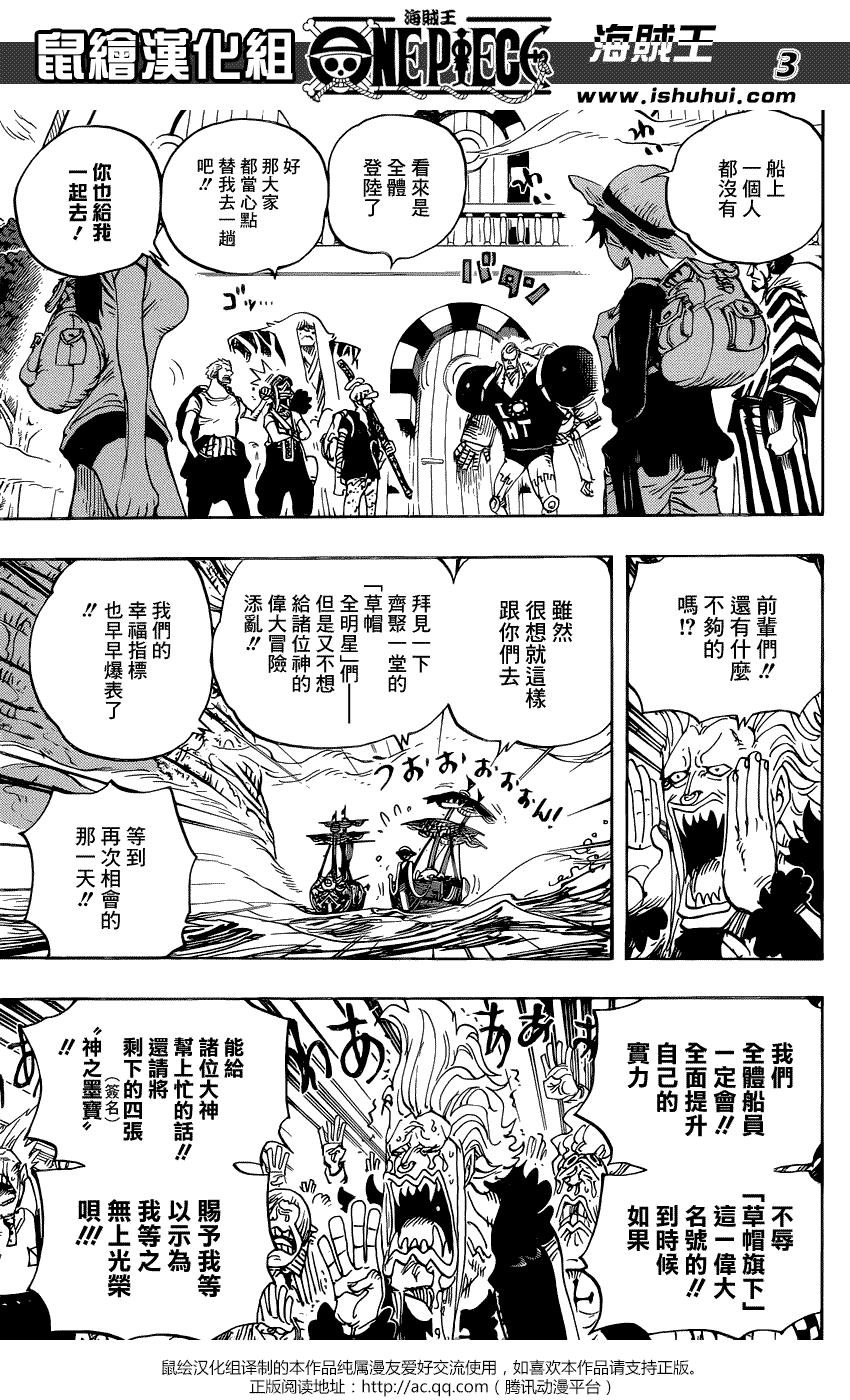 鼠繪漢化組
海賊王
ONE PIECE
海賊王
www.ishuhui.com
3
船上
一個人
都沒有
看來是
全體
登陸了
好
那大家
都當心點
替我去一趟
吧!!
你也給我
一起去!
バタン
ゴッ…
前輩們!!
還有什麼
不夠的
嗎!?
雖然
很想就這樣
跟你們去
拜見一下
齊聚一堂的
「草帽
全明星」們——
但是又不想
給諸位神的
偉大冒險
添亂!!
我們的
幸福指標
也早早爆表了
!!
うおおおおおん!
等到
再次相會的
那一天!!
我們
全體船員
一定會!!
全面提升
自己的
實力
不辱
「草帽旗下」
這一偉大
名號的!!
到時候
如果
ああ
ああ
能給
諸位大神
幫上忙的話!!
還請將
剩下的四張
(簽名)
〝神之墨寶〞
!!
賜予我等
以示為
我等之
無上光榮
唄!!!
鼠绘汉化组译制的本作品纯属漫友爱好交流使用，如喜欢本作品请支持正版。
正版阅读地址：http://ac.qq.com（腾讯动漫平台）